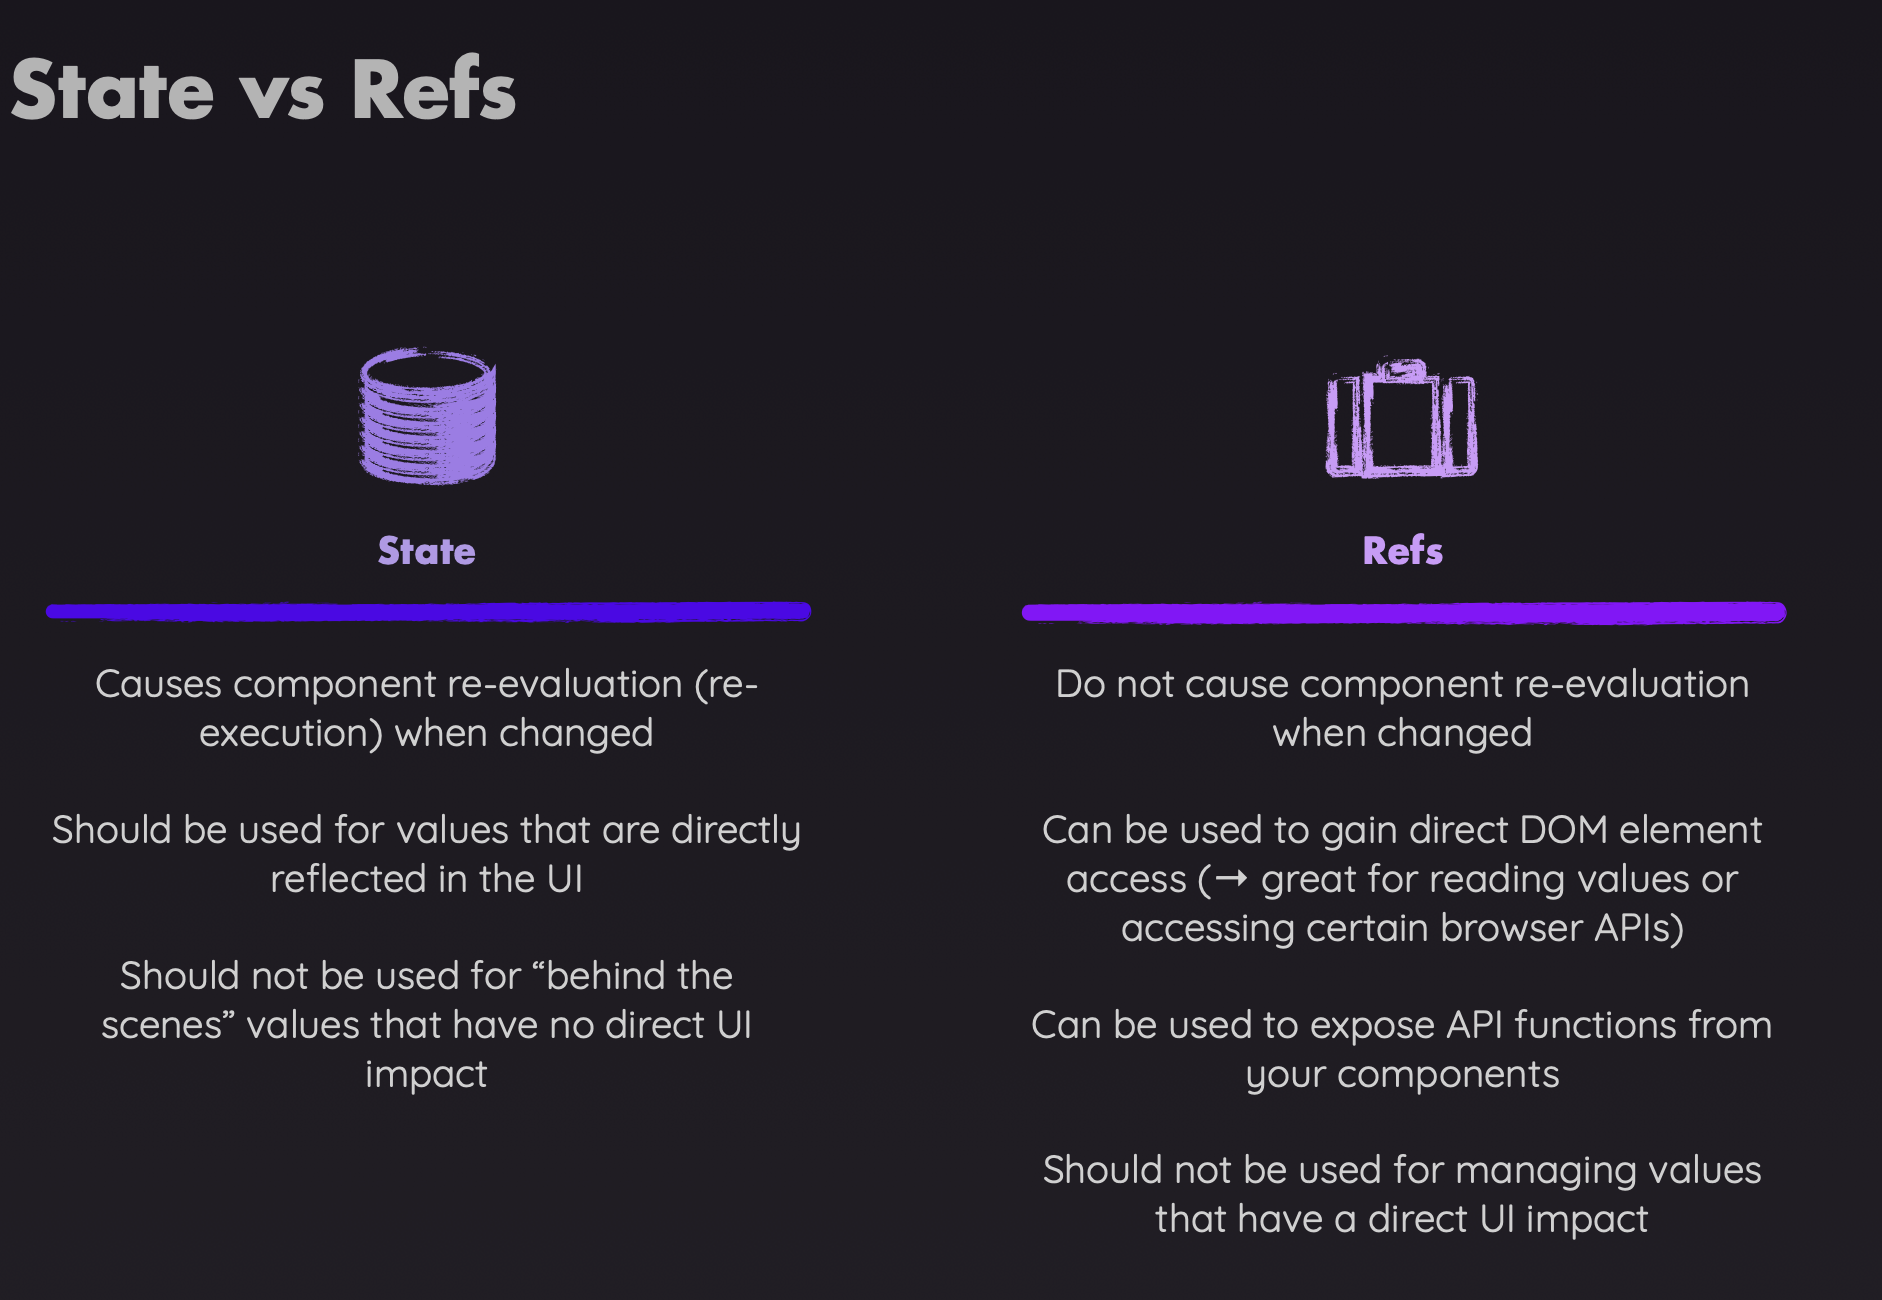 State vs Refs
State
Causes component re-evaluation (re-
execution) when changed
Should be used for values that are directly
reflected in the UI
Should not be used for “behind the
scenes” values that have no direct UI
impact
Refs
Do not cause component re-evaluation
when changed
Can be used to gain direct DOM element
access (→ great for reading values or
accessing certain browser APIs)
Can be used to expose API functions from
your components
Should not be used for managing values
that have a direct UI impact